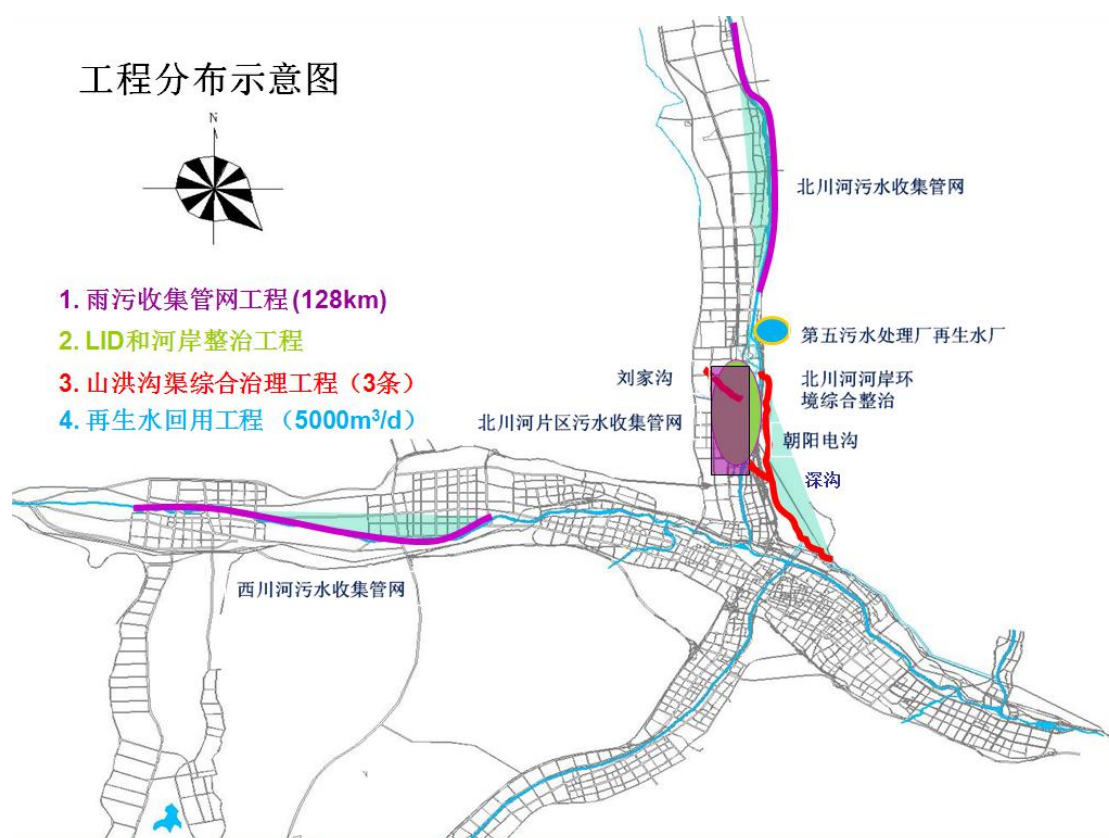 工程分布示意图
N
北川河污水收集管网
1. 雨污收集管网工程(128km)
2. LID和河岸整治工程
3. 山洪沟渠综合治理工程（3条）
4. 再生水回用工程 （5000m³/d）
第五污水处理厂再生水厂
刘家沟
北川河河岸环
境综合整治
北川河片区污水收集管网
朝阳电沟
深沟
西川河污水收集管网